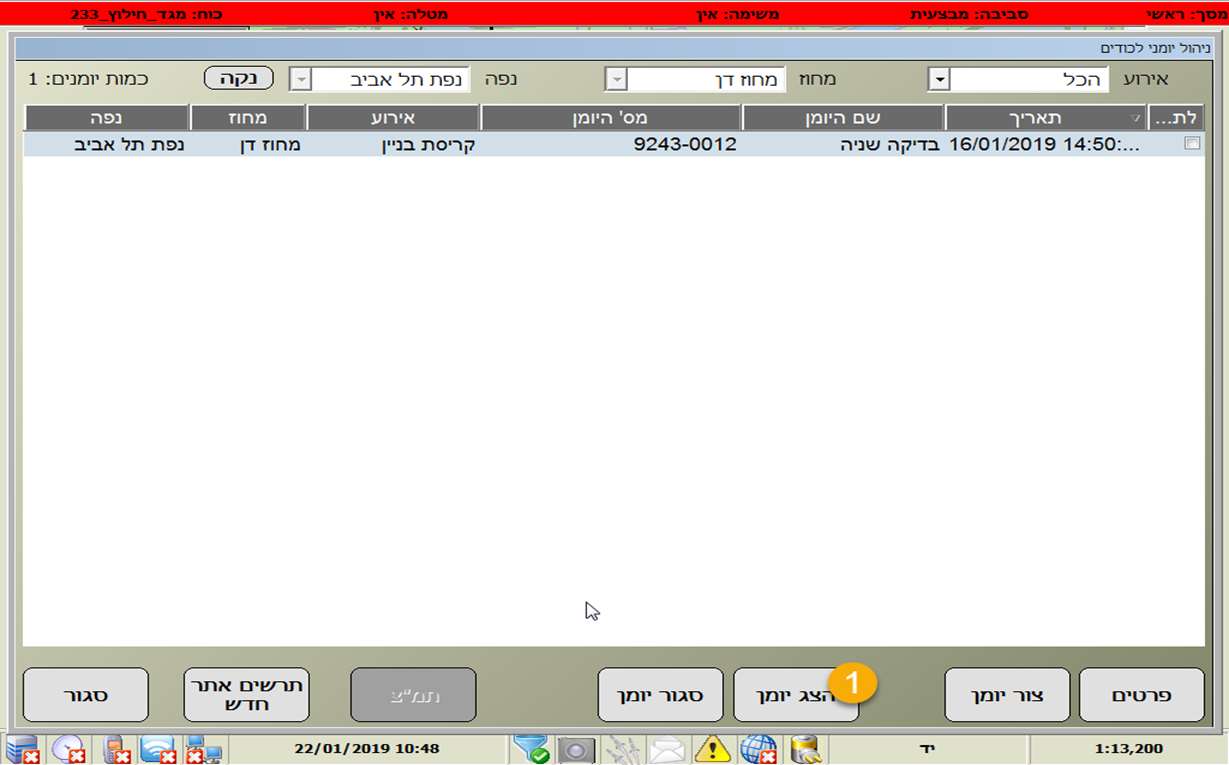 מסך: ראשי סביבה: מבצעית משימה: אין מטלה: אין כוח: מגד_חילוץ_233
ניהול יומני לכודים
אירוע הכל מחוז מחוז דן נפה נפת תל אביב נקה כמות יומנים: 1
לת... תאריך שם היומן מס' היומן אירוע מחוז נפה
16/01/2019 14:50:... בדיקה שניה 9243-0012 קריסת בניין מחוז דן נפת תל אביב
פרטים צור יומן הצג יומן 1 סגור יומן תמ"צ תרשים אתר חדש סגור
1:13,200 יד 22/01/2019 10:48